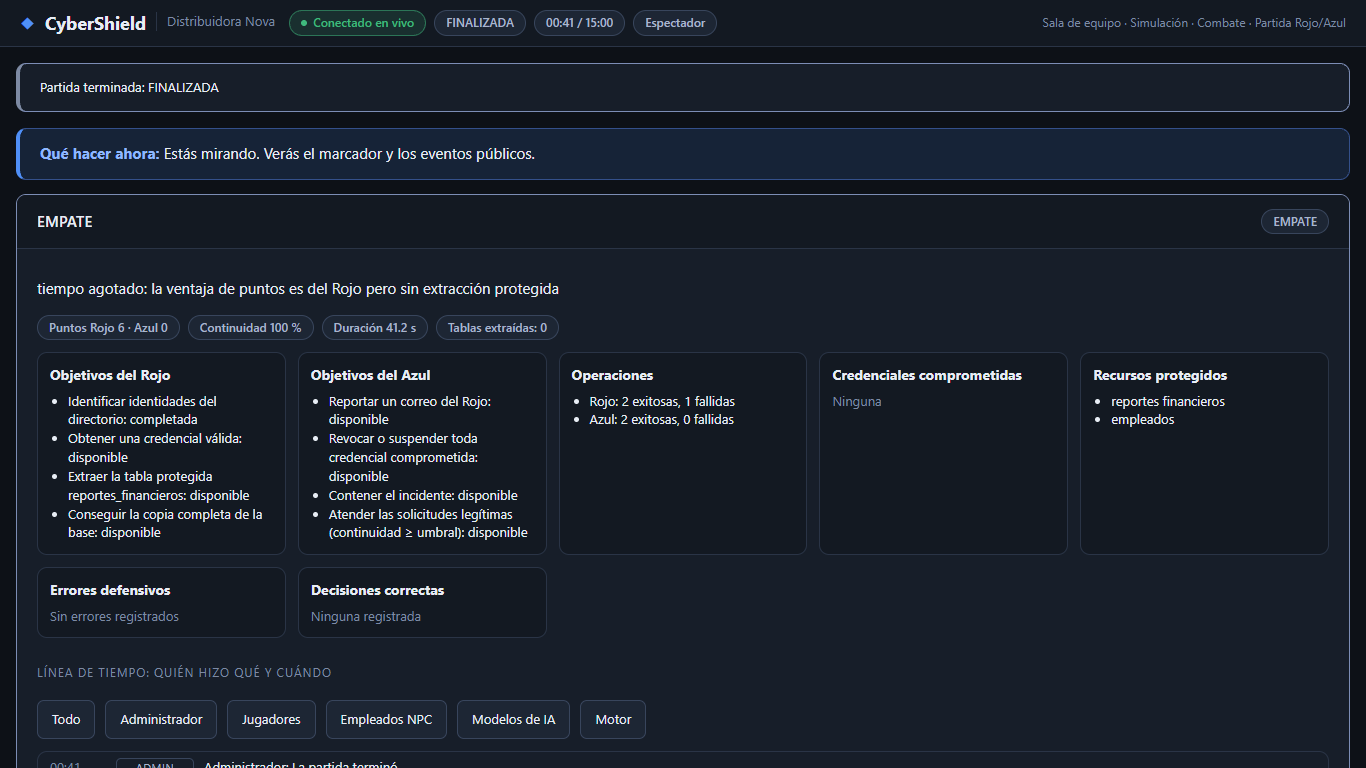 CyberShield
Distribuidora Nova
Conectado en vivo
FINALIZADA
00:41 / 15:00
Espectador
Sala de equipo · Simulación · Combate · Partida Rojo/Azul
Partida terminada: FINALIZADA
Qué hacer ahora: Estás mirando. Verás el marcador y los eventos públicos.
EMPATE
EMPATE
tiempo agotado: la ventaja de puntos es del Rojo pero sin extracción protegida
Puntos Rojo 6 · Azul 0
Continuidad 100 %
Duración 41.2 s
Tablas extraídas: 0
Objetivos del Rojo
Identificar identidades del
directorio: completada
Obtener una credencial válida:
disponible
Extraer la tabla protegida
reportes_financieros: disponible
Conseguir la copia completa de la
base: disponible
Objetivos del Azul
Reportar un correo del Rojo:
disponible
Revocar o suspender toda
credencial comprometida:
disponible
Contener el incidente: disponible
Atender las solicitudes legítimas
(continuidad ≥ umbral): disponible
Operaciones
Rojo: 2 exitosas, 1 fallidas
Azul: 2 exitosas, 0 fallidas
Credenciales comprometidas
Ninguna
Recursos protegidos
reportes financieros
empleados
Errores defensivos
Sin errores registrados
Decisiones correctas
Ninguna registrada
LÍNEA DE TIEMPO: QUIÉN HIZO QUÉ Y CUÁNDO
Todo
Administrador
Jugadores
Empleados NPC
Modelos de IA
Motor
00:41
ADMIN
Administrador: La partida terminó